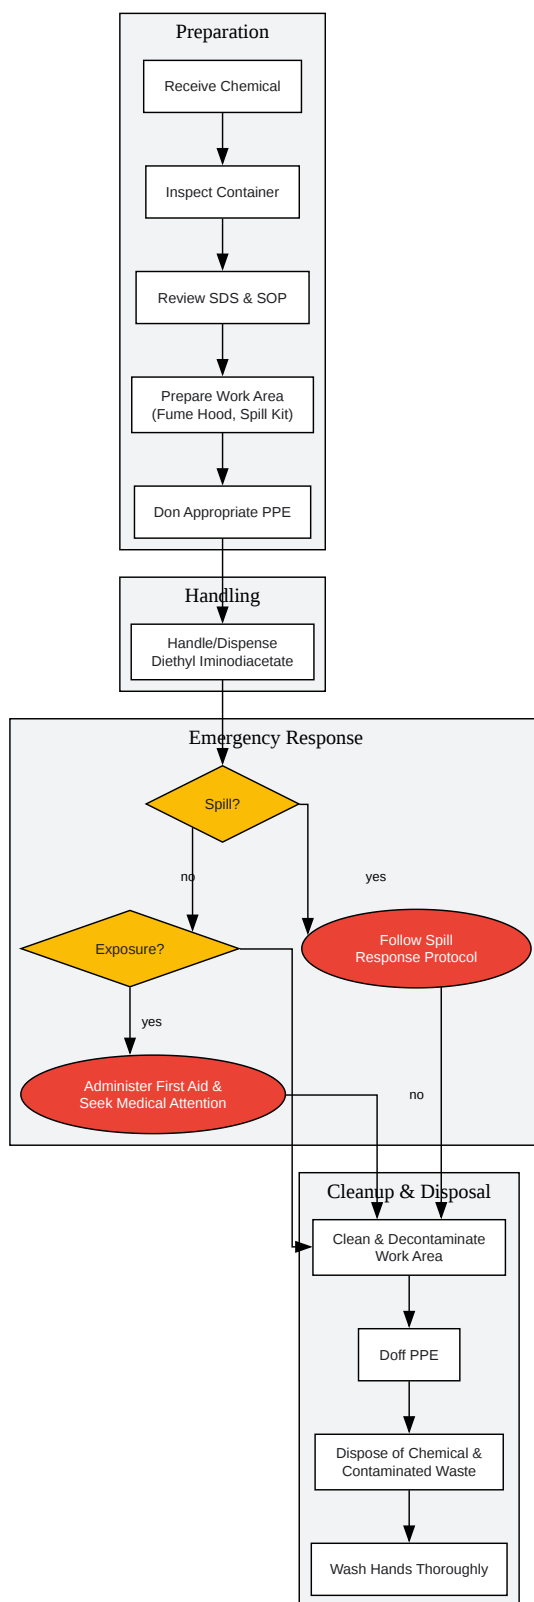 Preparation
Receive Chemical
Inspect Container
Review SDS & SOP
Prepare Work Area
(Fume Hood, Spill Kit)
Don Appropriate PPE
Handling
Handle/Dispense
Diethyl Iminodiacetate
Emergency Response
Spill?
no
yes
Exposure?
Follow Spill
Response Protocol
yes
Administer First Aid &
Seek Medical Attention
no
Cleanup & Disposal
Clean & Decontaminate
Work Area
Doff PPE
Dispose of Chemical &
Contaminated Waste
Wash Hands Thoroughly